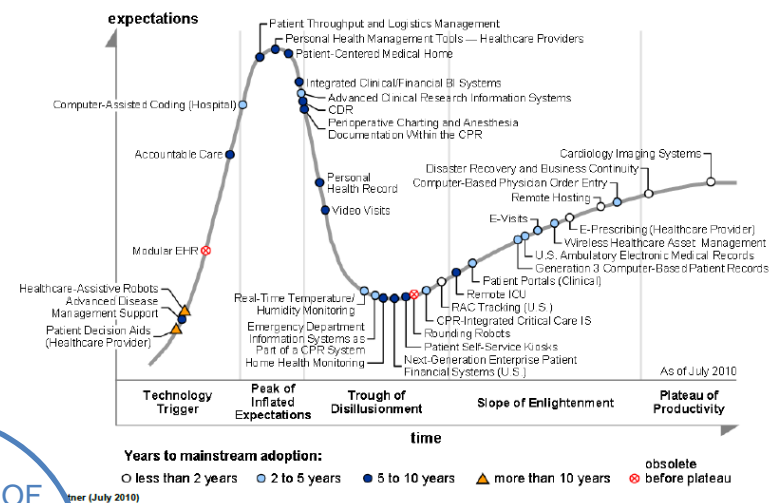 expectations
Patient Throughput and Logistics Management
Personal Health Management Tools — Healthcare Providers
Patient-Centered Medical Home
Integrated Clinical/Financial BI Systems
Advanced Clinical Research Information Systems
Computer-Assisted Coding (Hospital)
CDR
Perioperative Charting and Anesthesia
Documentation Within the CPR
Accountable Care
Personal
Health Record
Video Visits
Modular EHR
Healthcare-Assistive Robots
Advanced Disease
Management Support
Patient Decision Aids
(Healthcare Provider)
Real-Time Temperature/
Humidity Monitoring
Emergency Department
Information Systems as
Part of a CPR System
Home Health Monitoring
Cardiology Imaging Systems
Disaster Recovery and Business Continuity
Computer-Based Physician Order Entry
Remote Hosting
E-Visits
E-Prescribing (Healthcare Provider)
Wireless Healthcare Asset Management
U.S. Ambulatory Electronic Medical Records
Generation 3 Computer-Based Patient Records
Patient Portals (Clinical)
Remote ICU
RAC Tracking (U.S.)
CPR-Integrated Critical Care IS
Rounding Robots
Patient Self-Service Kiosks
Next-Generation Enterprise Patient
Financial Systems (U.S.)
As of July 2010
Technology
Trigger
Peak of
Inflated
Expectations
Trough of
Disillusionment
Slope of Enlightenment
Plateau of
Productivity
time
Years to mainstream adoption:
less than 2 years
2 to 5 years
5 to 10 years
more than 10 years
obsolete
before plateau
OF
tner (July 2010)